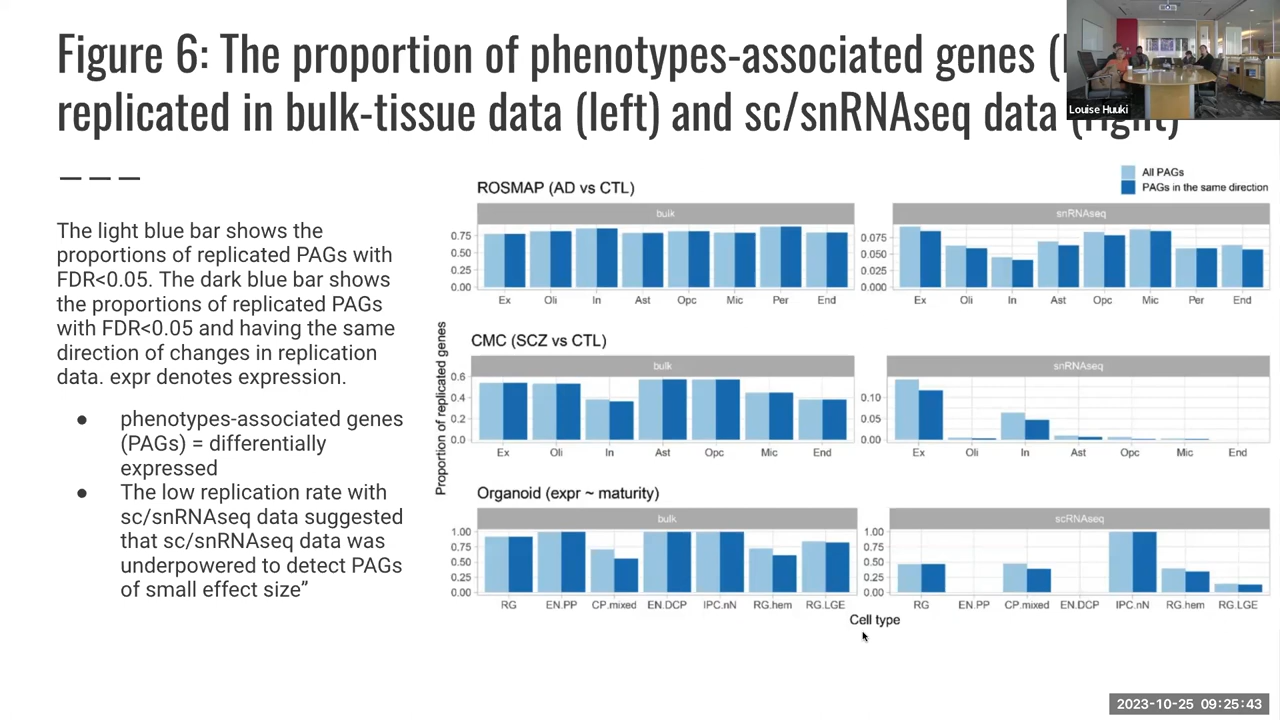 Figure 6: The proportion of phenotypes-associated genes
replicated in bulk-tissue data (left) and sc/snRNAseq data (right)
Louise Huuki
The light blue bar shows the
proportions of replicated PAGs with
FDR<0.05. The dark blue bar shows
the proportions of replicated PAGs
with FDR<0.05 and having the same
direction of changes in replication
data. expr denotes expression.
● phenotypes-associated genes
(PAGs) = differentially
expressed
● The low replication rate with
sc/snRNAseq data suggested
that sc/snRNAseq data was
underpowered to detect PAGs
of small effect size”
All PAGs
PAGs in the same direction
Proportion of replicated genes
ROSMAP (AD vs CTL)
bulk
0.75
0.50
0.25
0.00
Ex Oli In Ast Opc Mic Per End
snRNAseq
0.075
0.050
0.025
0.000
Ex Oli In Ast Opc Mic Per End
CMC (SCZ vs CTL)
bulk
0.6
0.4
0.2
0.0
Ex Oli In Ast Opc Mic End
snRNAseq
0.10
0.05
0.00
Ex Oli In Ast Opc Mic End
Organoid (expr ~ maturity)
bulk
1.00
0.75
0.50
0.25
0.00
RG EN.PP CP.mixed EN.DCP IPC.nN RG.hem RG.LGE
scRNAseq
1.00
0.75
0.50
0.25
0.00
RG EN.PP CP.mixed EN.DCP IPC.nN RG.hem RG.LGE
Cell type
2023-10-25 09:25:43